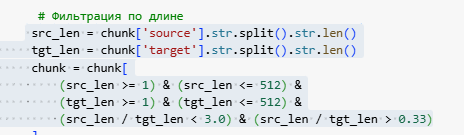 # Фильтрация по длине
src_len = chunk['source'].str.split().str.len()
tgt_len = chunk['target'].str.split().str.len()
chunk = chunk[
(src_len >= 1) & (src_len <= 512) &
(tgt_len >= 1) & (tgt_len <= 512) &
(src_len / tgt_len < 3.0) & (src_len / tgt_len > 0.33)